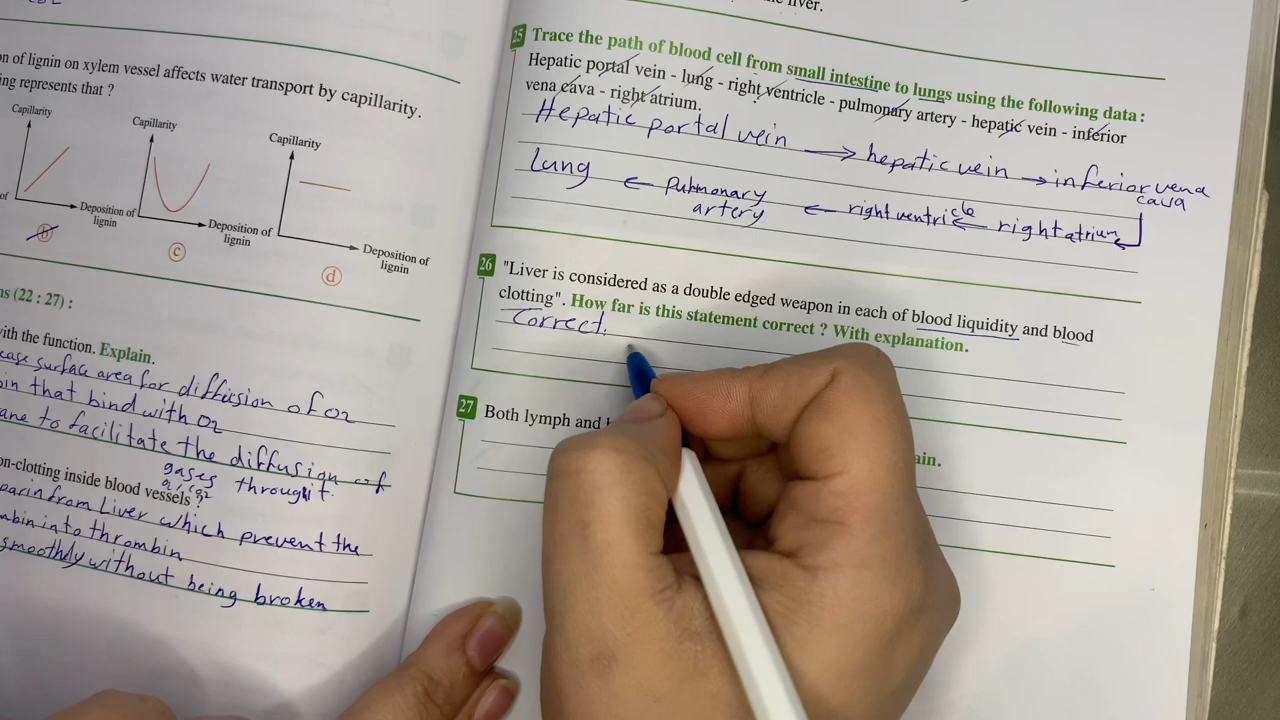 n of lignin on xylem vessel affects water transport by capillarity.
ng represents that ?
Capillarity
Capillarity
Capillarity
of
Deposition of
lignin
Deposition of
lignin
Deposition of
lignin
b
c
d
ns (22 : 27) :
with the function. Explain.
ease surface area for diffusion of O2
bin that bind with O2
ane to facilitate the diffusion of
gases through it.
on-clotting inside blood vessels ?
parin from Liver which prevent the
mbin into thrombin
smoothely without being broken
the liver.
25 Trace the path of blood cell from small intestine to lungs using the following data :
Hepatic portal vein - lung - right ventricle - pulmonary artery - hepatic vein - inferior
vena cava - right atrium.
Hepatic portal vein → hepatic vein → inferior vena
cava
Lung ← pulmonary artery ← right ventricle ← right atrium
26 "Liver is considered as a double edged weapon in each of blood liquidity and blood
clotting". How far is this statement correct ? With explanation.
Correct.
27 Both lymph and
ain.